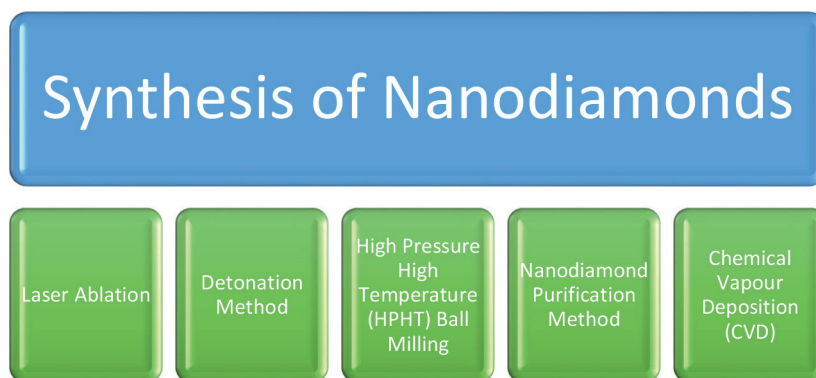 Synthesis of Nanodiamonds
Laser Ablation
Detonation
Method
High Pressure
High
Temperature
(HPHT) Ball
Milling
Nanodiamond
Purification
Method
Chemical
Vapour
Deposition
(CVD)